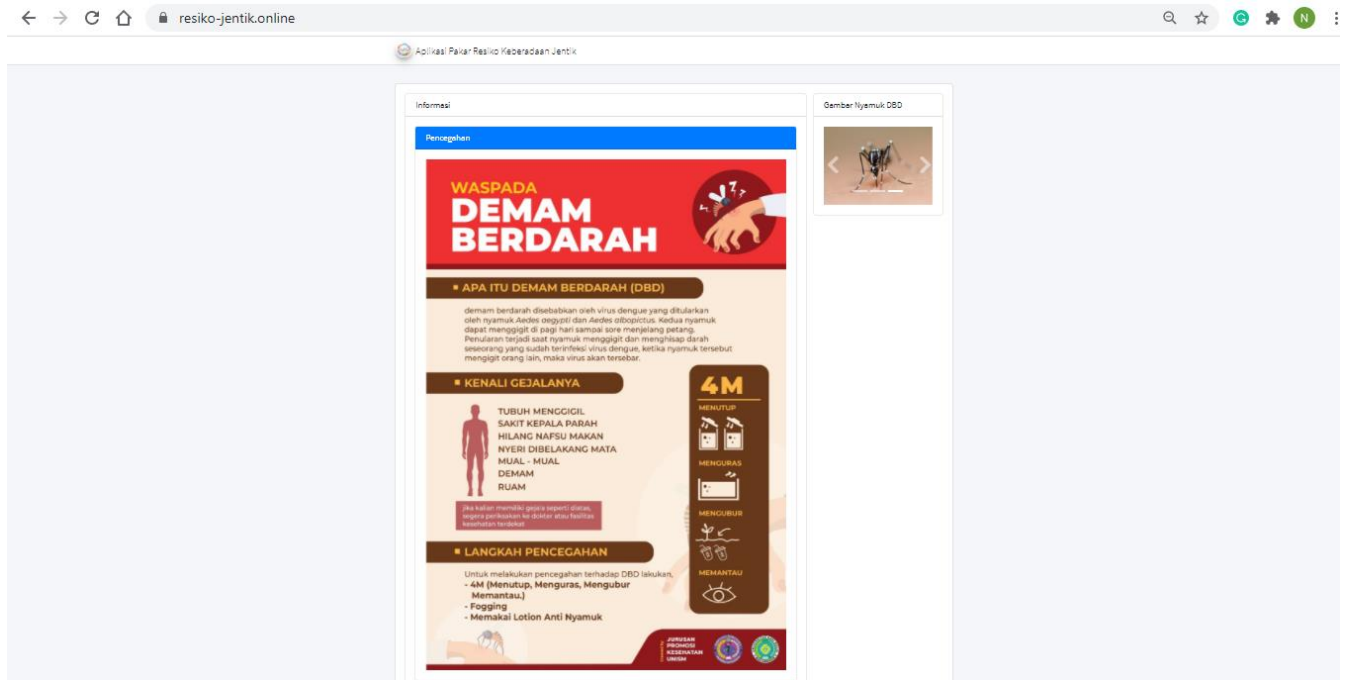 resiko-jentik.online
N
Aplikasi Pakar Resiko Keberadaan Jentik
Informasi
Gambar Nyamuk DBD
Pencegahan
WASPADA
DEMAM
BERDARAH
APA ITU DEMAM BERDARAH (DBD)
demam berdarah disebabkan oleh virus dengue yang ditularkan
oleh nyamuk Aedes aegypti dan Aedes albopictus. Kedua nyamuk
dapat menggigit di pagi hari sampai sore menjelang petang.
Penularan terjadi saat nyamuk menggigit dan menghisap darah
seseorang yang sudah terinfeksi virus dengue, ketika nyamuk tersebut
mengigit orang lain, maka virus akan tersebar.
KENALI GEJALANYA
TUBUH MENGGIGIL
SAKIT KEPALA PARAH
HILANG NAFSU MAKAN
NYERI DIBELAKANG MATA
MUAL - MUAL
DEMAM
RUAM
jika kalian memdiki gejala seperti diatas,
segera periksakan ke dokter atau fasilitas
kesehatan terdekat
4M
MENUTUP
MENGURAS
MENGUBUR
MEMANTAU
LANGKAH PENCEGAHAN
Untuk melakukan pencegahan terhadap DBD lakukan,
- 4M (Menutup, Menguras, Mengubur
Memantau.)
- Fogging
- Memakai Lotion Anti Nyamuk
JURUSAN
PROMOSI
KESEHATAN
UNISM